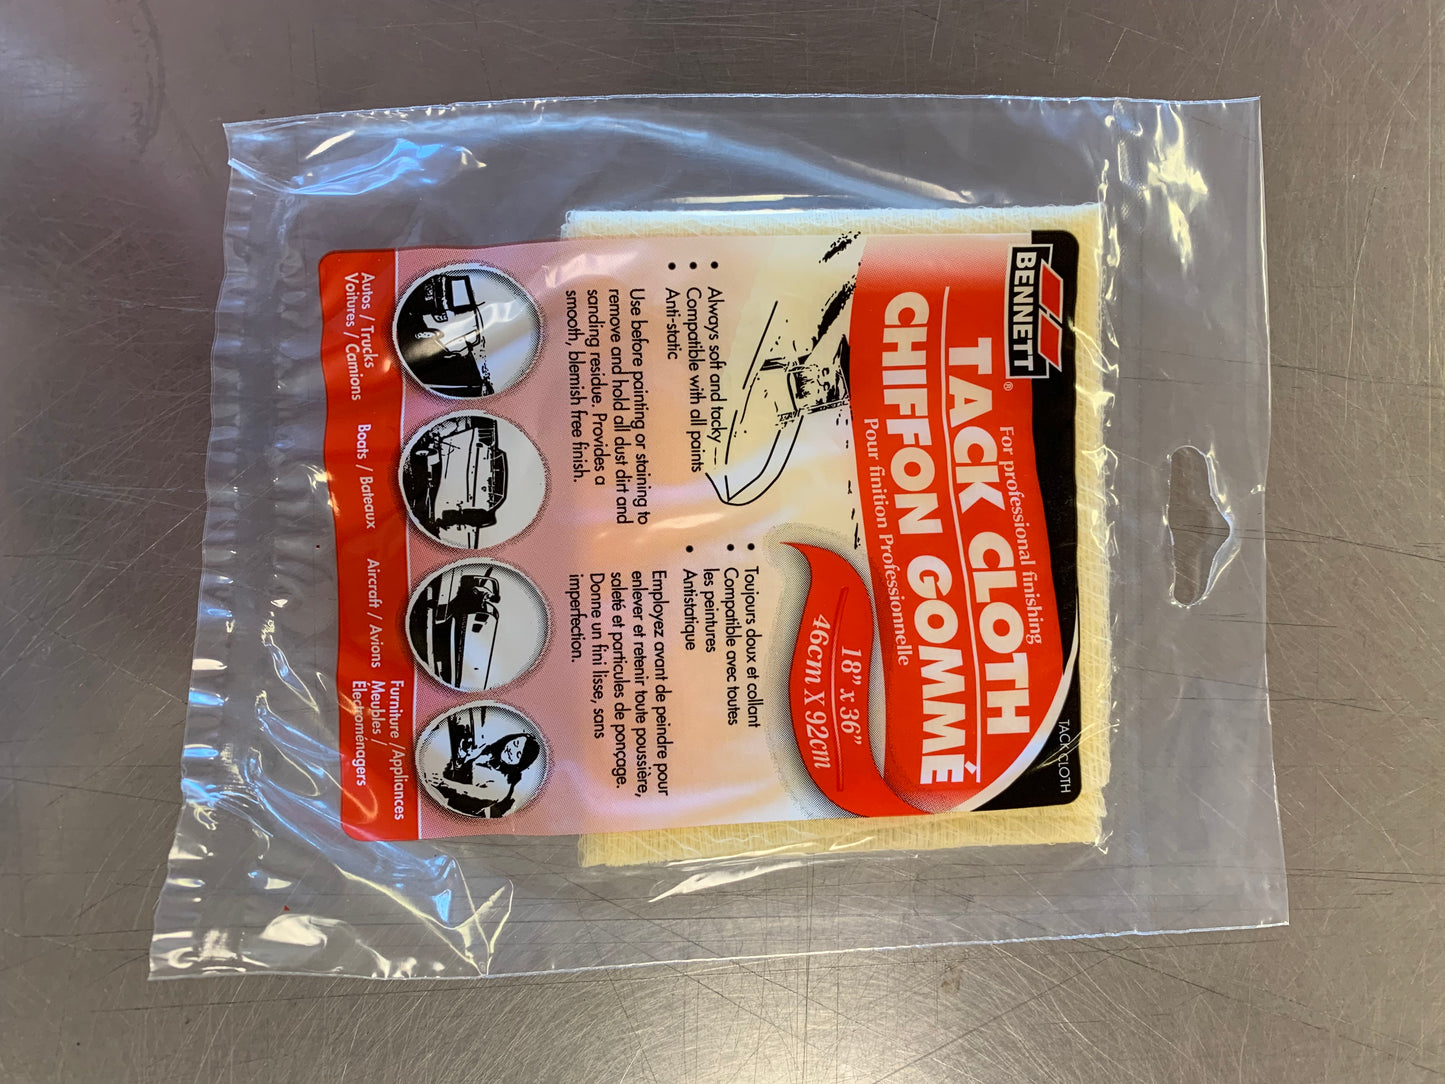 BENNETT
®
TACK CLOTH
For professional finishing
TACK CLOTH
CHIFFON GOMMÉ
Pour finition Professionnelle
18" x 36"
46cm X 92cm
• Always soft and tacky ---
• Compatible with all paints
• Anti-static
Use before painting or staining to
remove and hold all dust dirt and
sanding residue. Provides a
smooth, blemish free finish.
• Toujours doux et collant
• Compatible avec toutes
les peintures
• Antistatique
Employez avant de peindre pour
enlever et retenir toute poussière,
saleté et particules de ponçage.
Donne un fini lisse, sans
imperfection.
Autos / Trucks
Voitures / Camions
Boats / Bateaux
Aircraft / Avions
Furniture /Appliances
Meubles /
Électroménagers